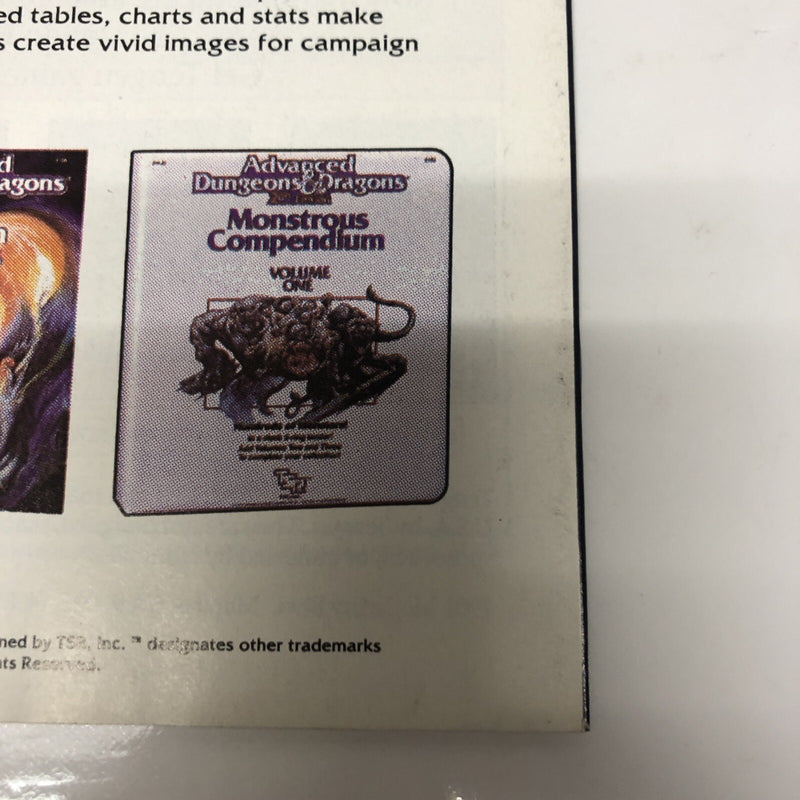 ed tables, charts and stats make
s create vivid images for campaign
d
agons
n
Advanced
Dungeons & Dragons
Monstrous
Compendium
VOLUME
ONE
TSR
ned by TSR, Inc. ™ designates other trademarks
ts Reserved.